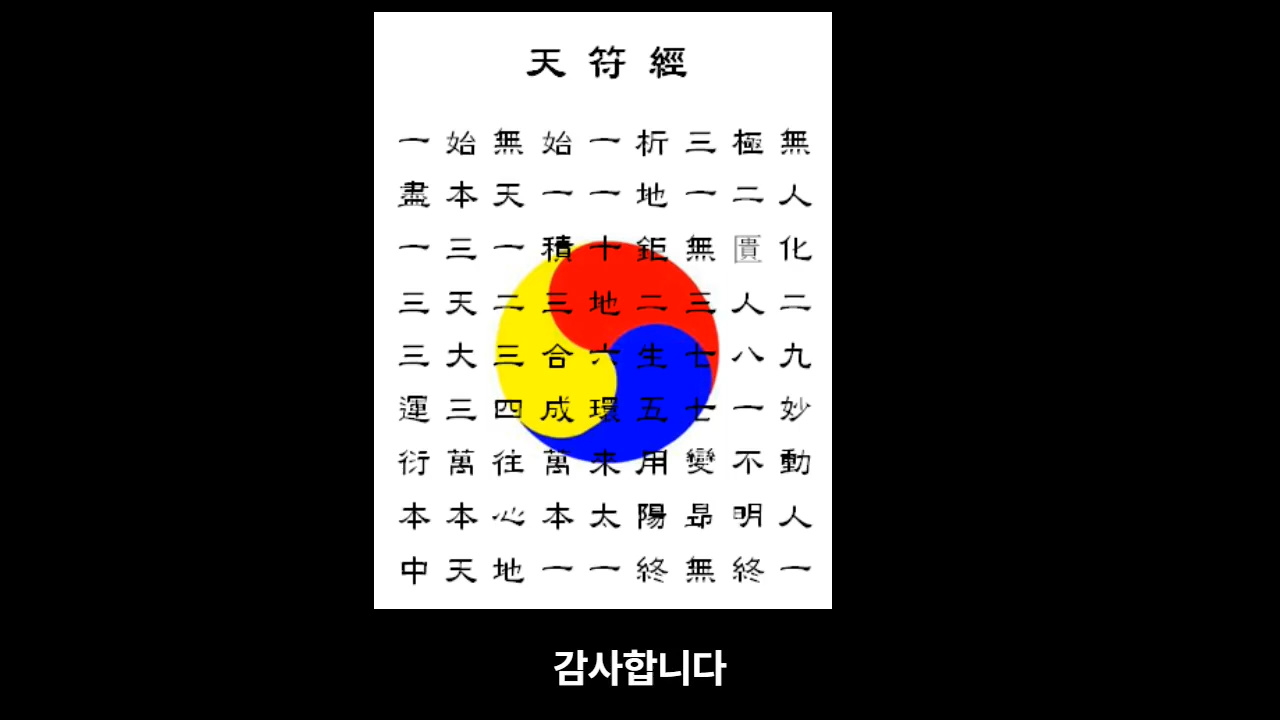 天符經
一始無始一析三極無
盡本天一一地一二人
一三一積十鉅無匱化
三天二三地二三人二
三大三合六生七八九
運三四成環五七一妙
衍萬往萬来用變不動
本本心本太陽昻明人
中天地一一終無終一
감사합니다